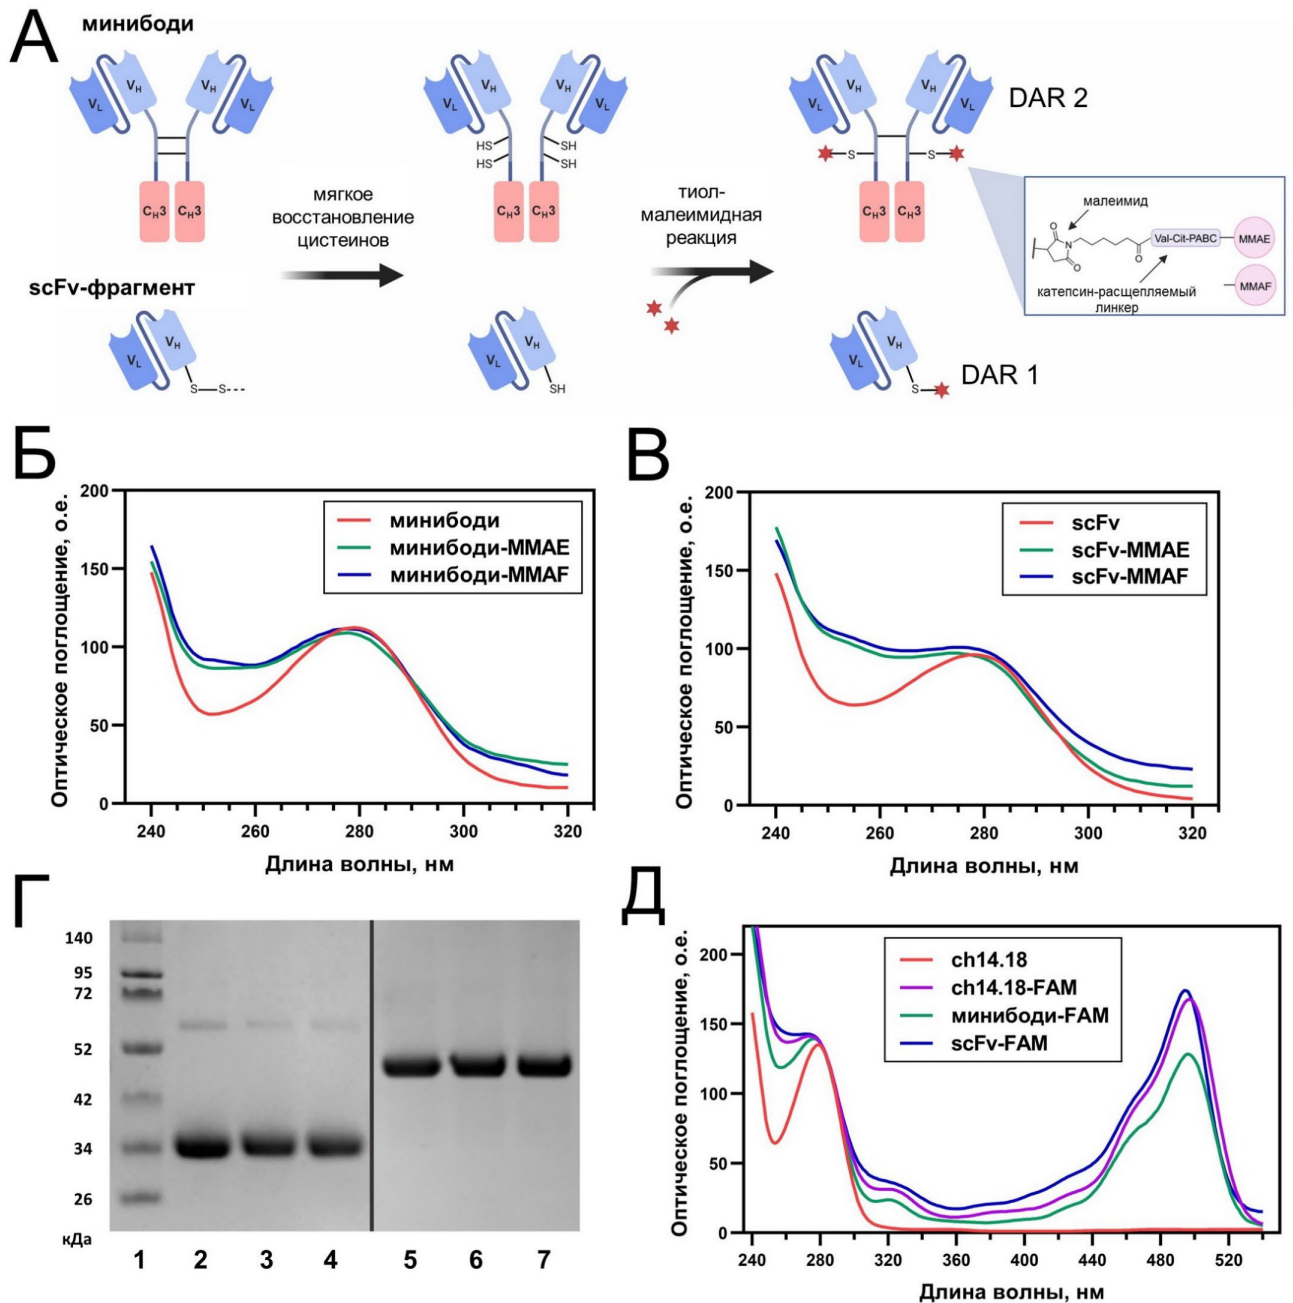 А
минибоди
VL
VH
VH
VL
CH3
CH3
scFv-фрагмент
VL
VH
S—S---
мягкое
восстановление
цистеинов
VL
VH
VH
VL
HS
SH
HS
SH
CH3
CH3
VL
VH
SH
тиол-
малеимидная
реакция
VL
VH
VH
VL
DAR 2
S
S
CH3
CH3
малеимид
O
N
O
O
Val-Cit-PABC
MMAE
MMAF
катепсин-расщепляемый
линкер
VL
VH
S
DAR 1
Б
Оптическое поглощение, о.е.
200
150
100
50
0
минибоди
минибоди-MMAE
минибоди-MMAF
240
260
280
300
320
Длина волны, нм
В
Оптическое поглощение, о.е.
200
150
100
50
0
scFv
scFv-MMAE
scFv-MMAF
240
260
280
300
320
Длина волны, нм
Г
140
95
72
52
42
34
26
кДа
1 2 3 4 5 6 7
Д
Оптическое поглощение, о.е.
200
150
100
50
0
ch14.18
ch14.18-FAM
минибоди-FAM
scFv-FAM
240
280
320
360
400
440
480
520
Длина волны, нм